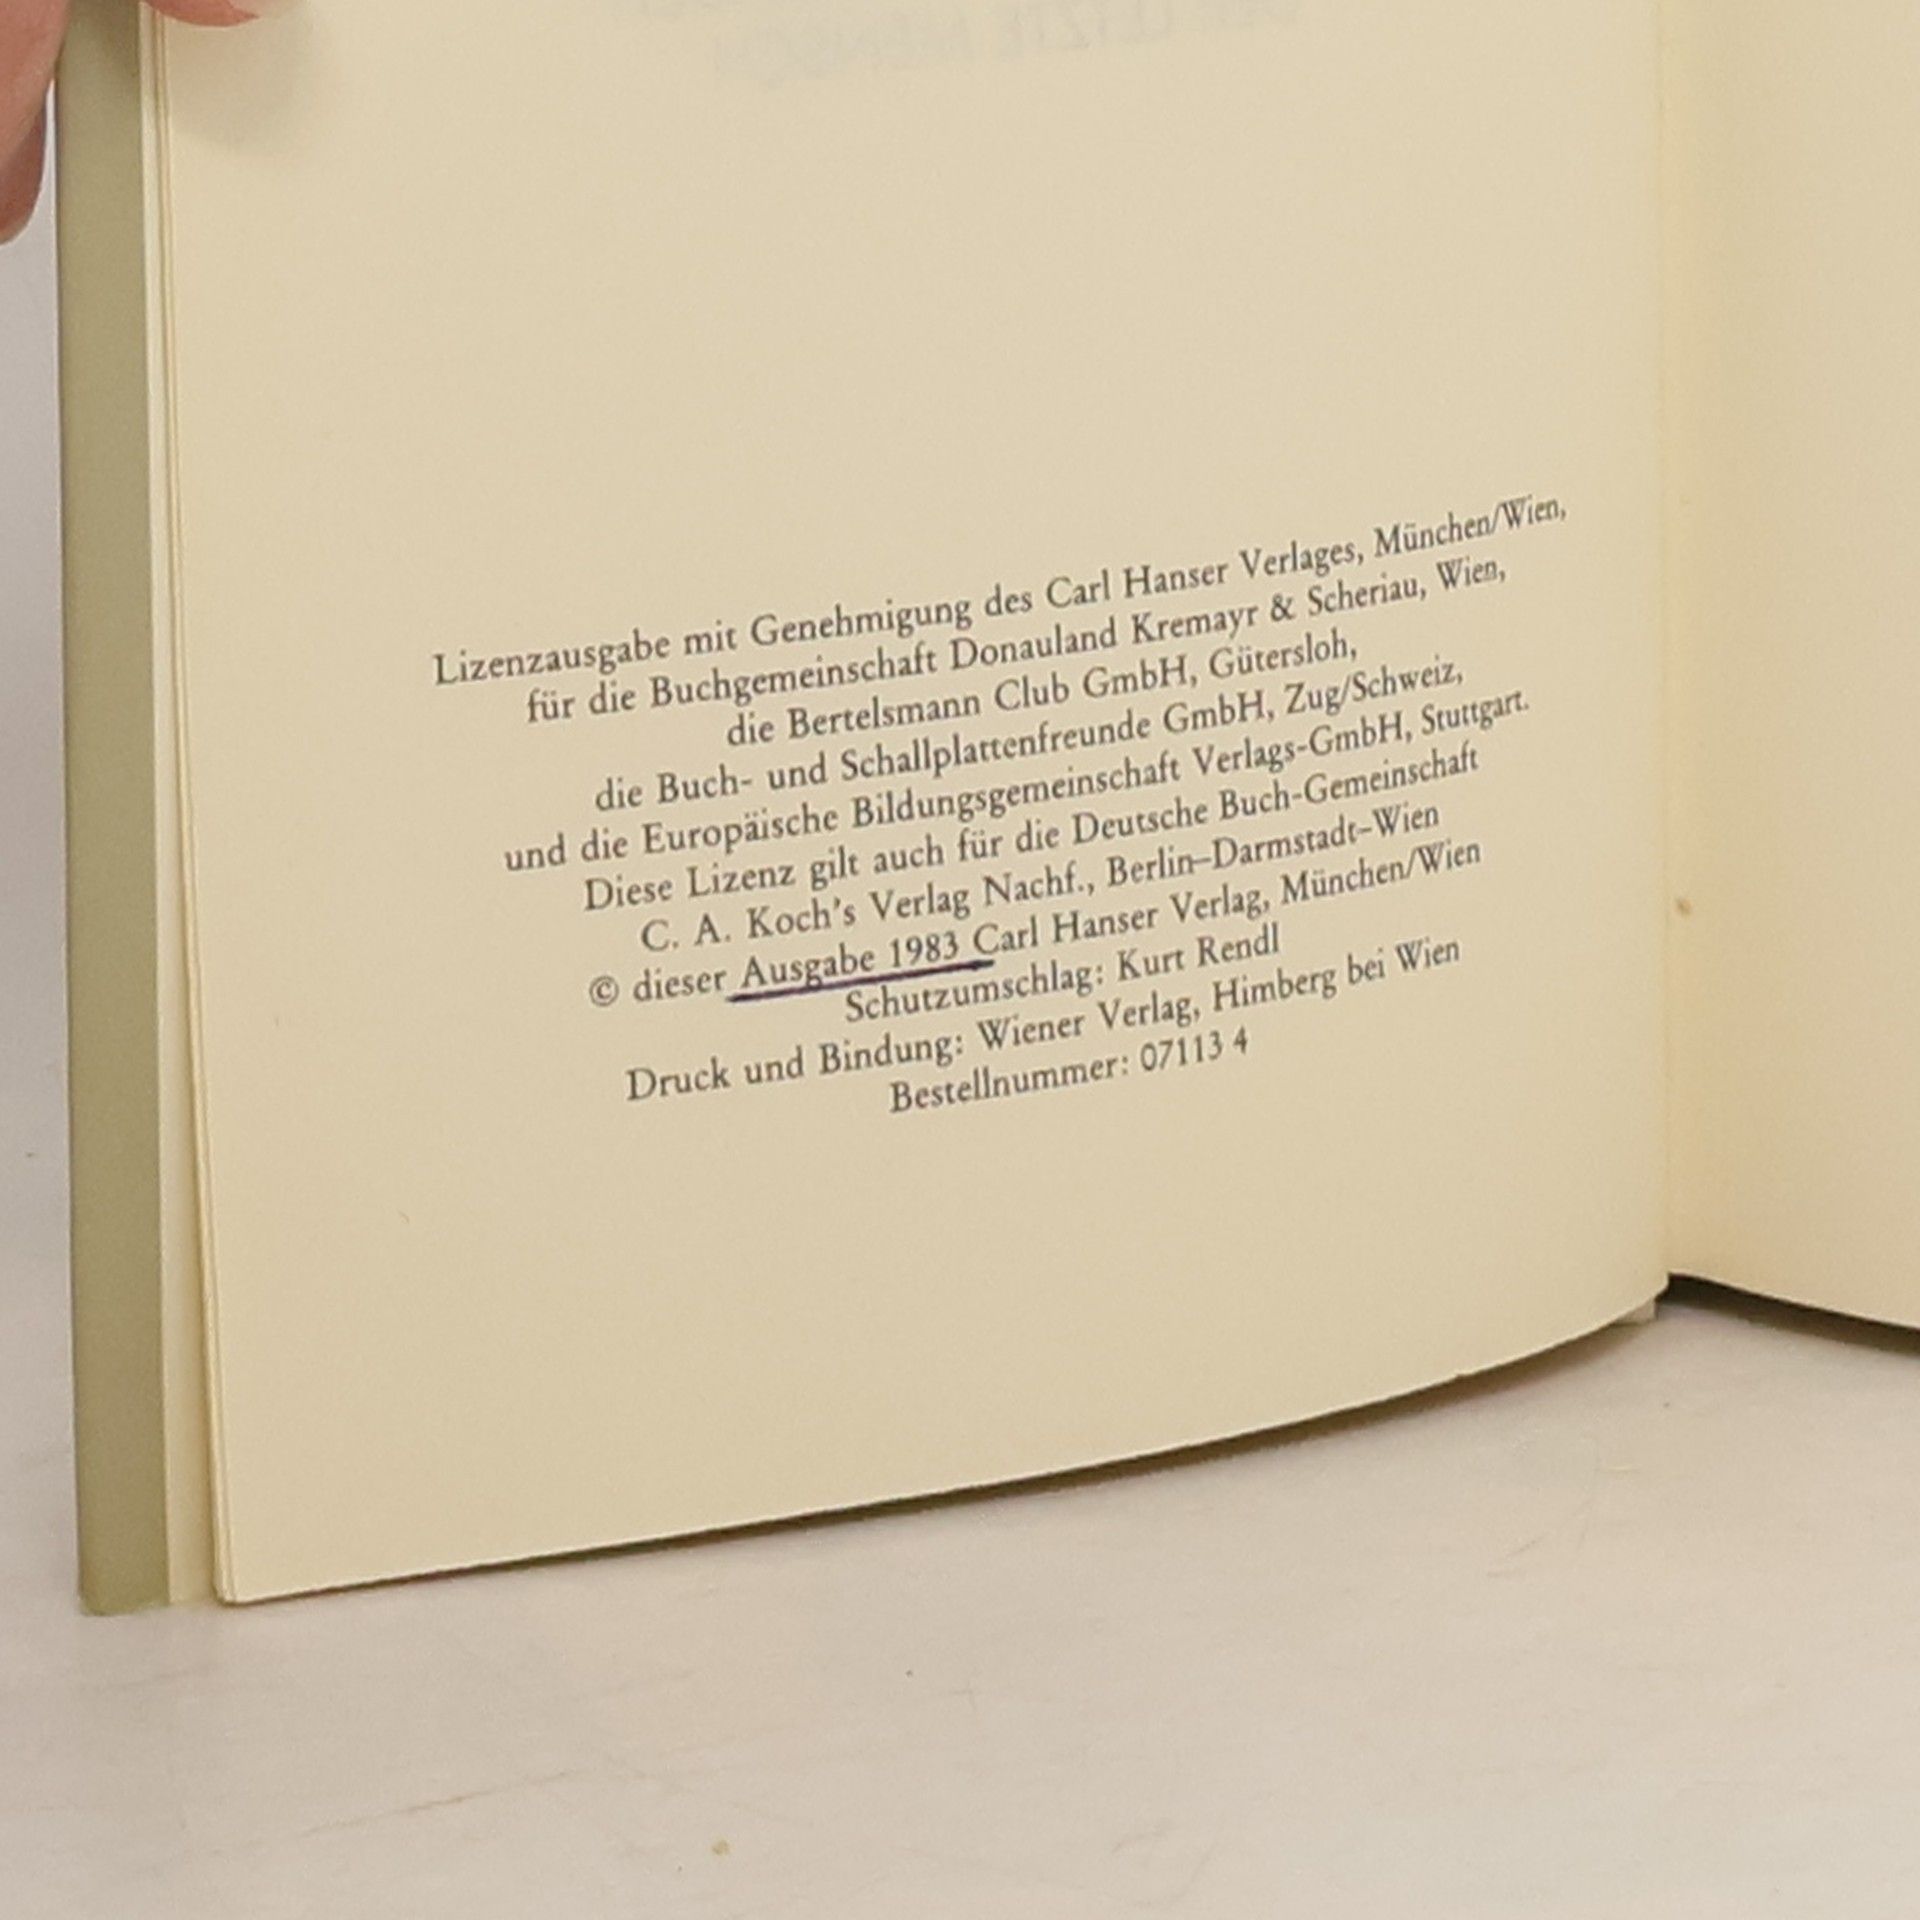 Lizenzausgabe mit Genehmigung des Carl Hanser Verlages, München/Wien,
für die Buchgemeinschaft Donauland Kremayr & Scheriau, Wien,
die Bertelsmann Club GmbH, Gütersloh,
die Buch- und Schallplattenfreunde GmbH, Zug/Schweiz,
und die Europäische Bildungsgemeinschaft Verlags-GmbH, Stuttgart.
Diese Lizenz gilt auch für die Deutsche Buch-Gemeinschaft
C. A. Koch's Verlag Nachf., Berlin–Darmstadt–Wien
© dieser Ausgabe 1983 Carl Hanser Verlag, München/Wien
Schutzumschlag: Kurt Rendl
Druck und Bindung: Wiener Verlag, Himberg bei Wien
Bestellnummer: 07113 4